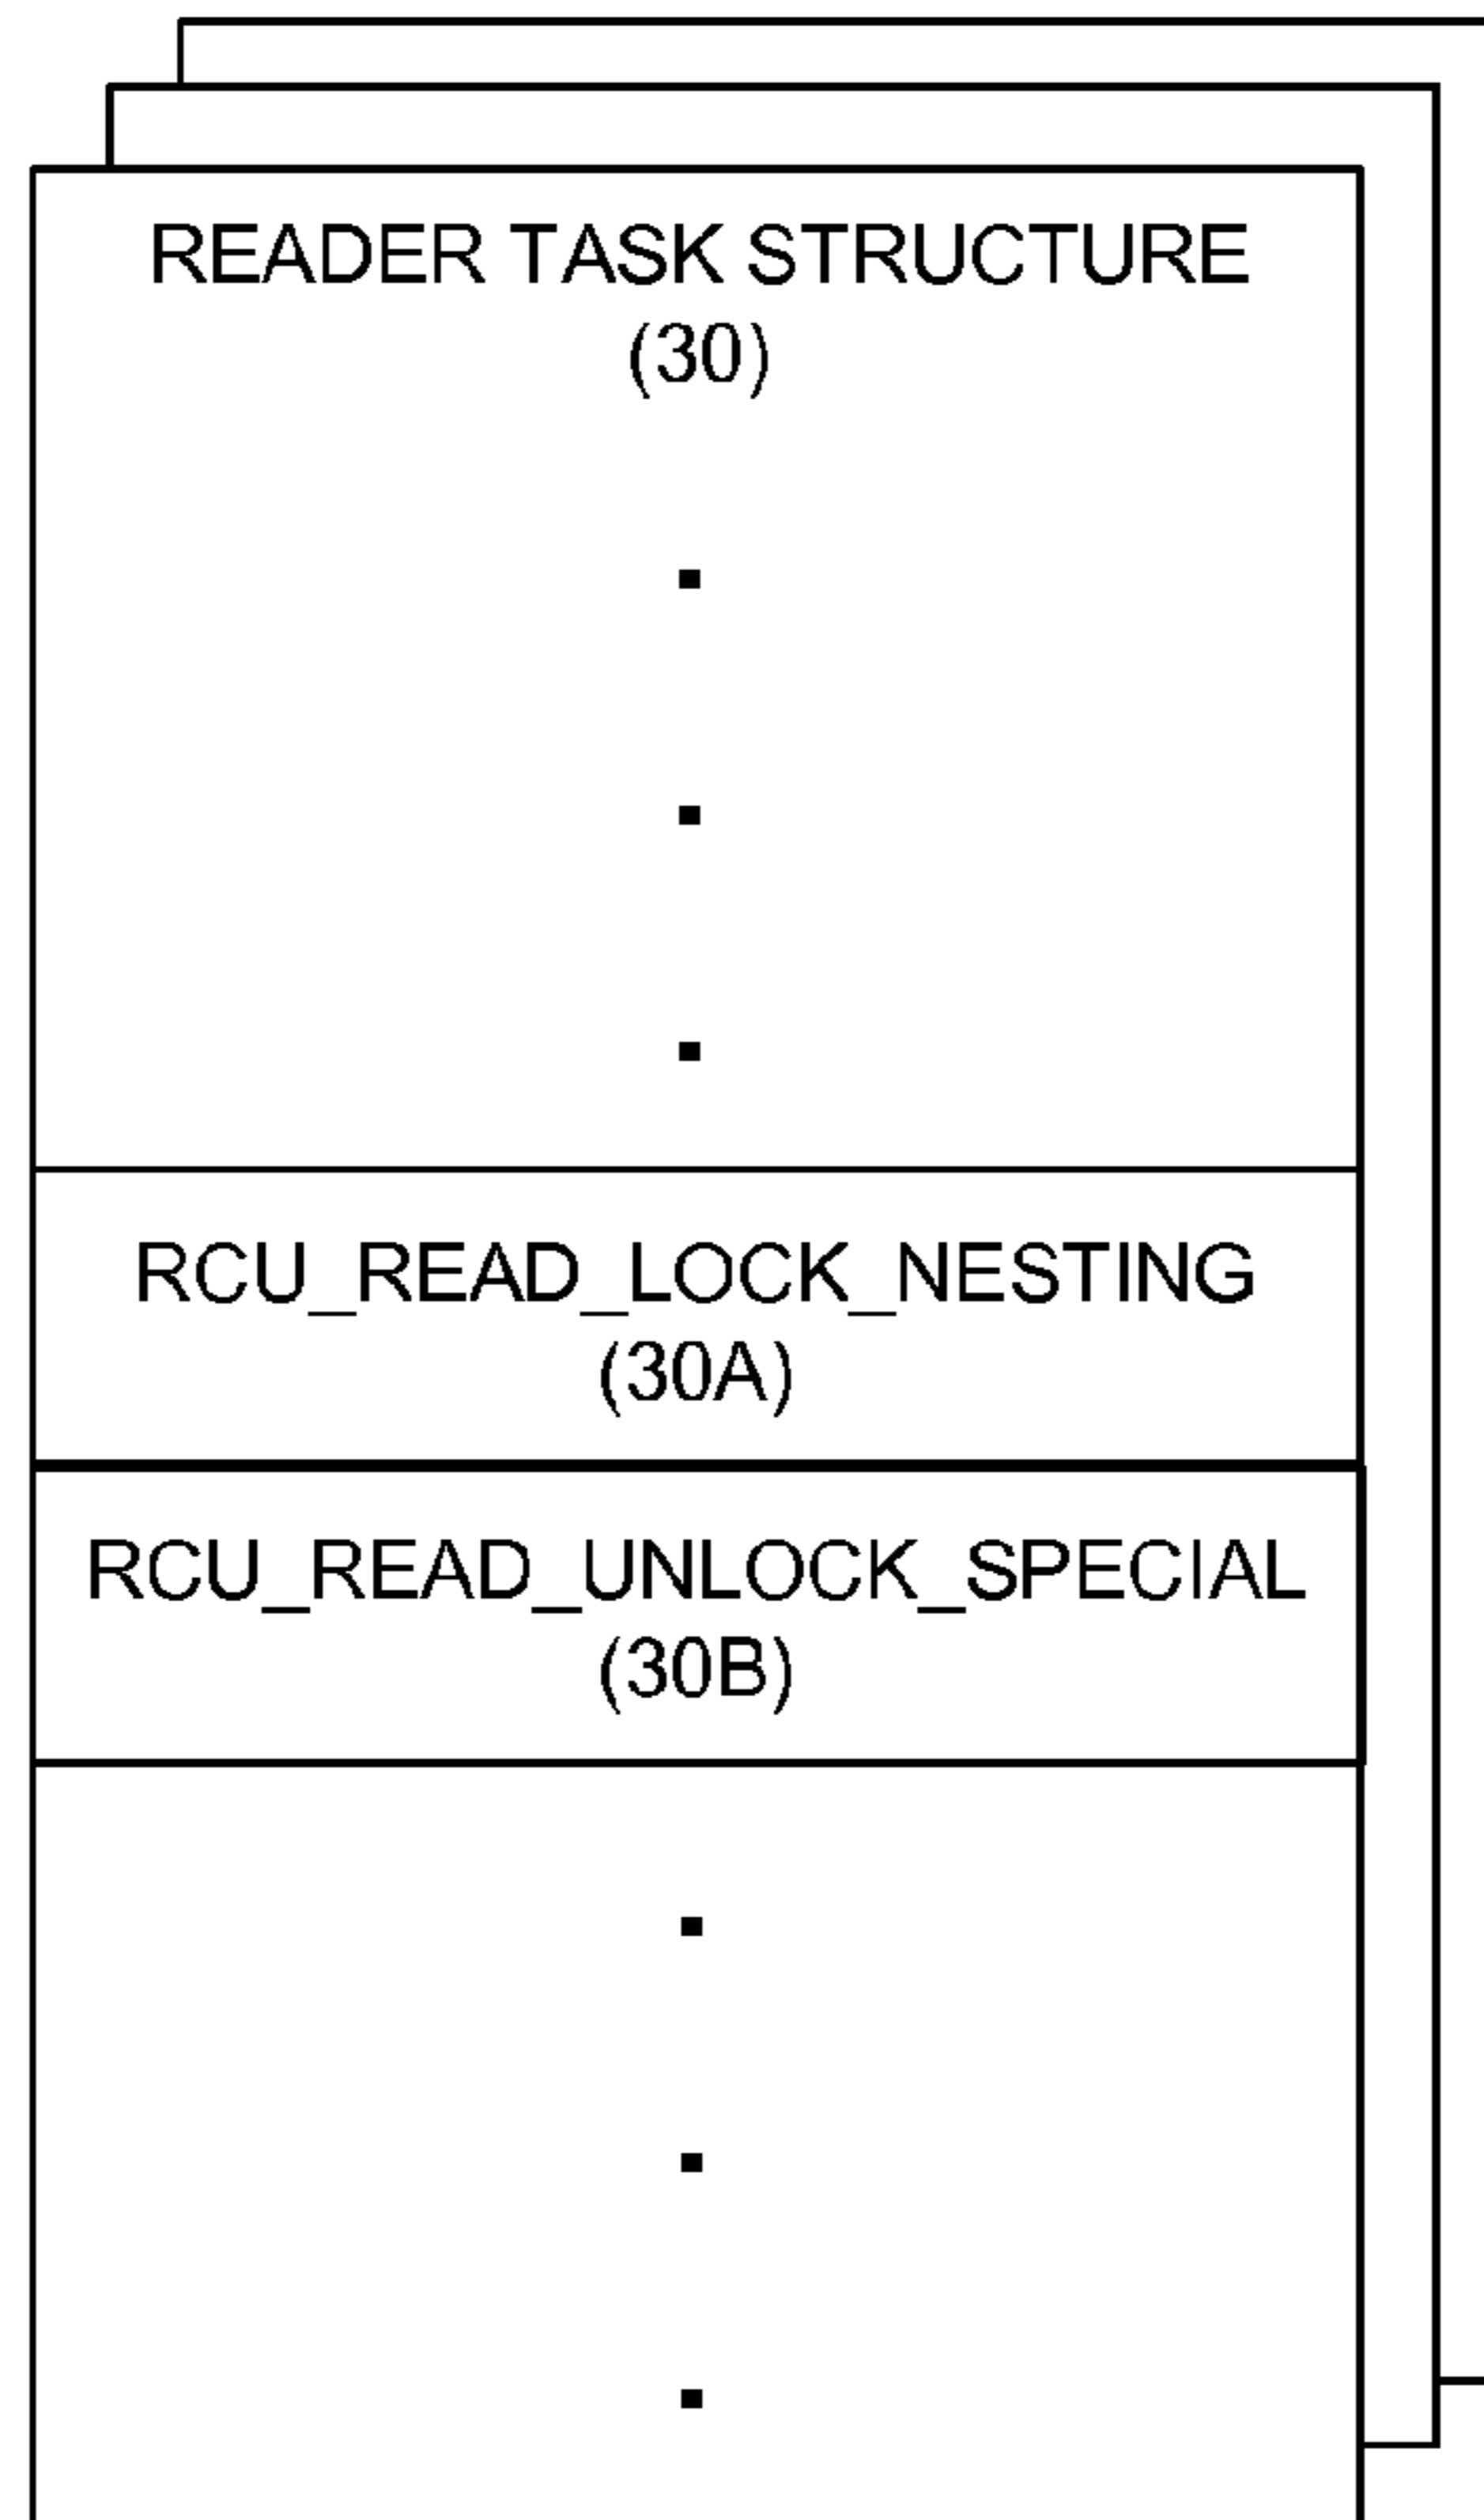 READER TASK STRUCTURE
(30)
RCU_READ_LOCK_NESTING
(30A)
RCU_READ_UNLOCK_SPECIAL
(30B)